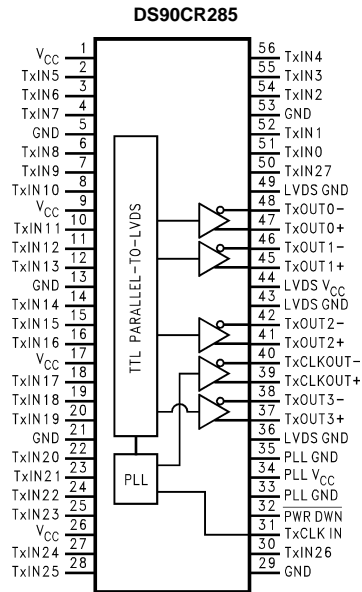 DS90CR285
V_CC 1
TxIN5 2
TxIN6 3
TxIN7 4
GND 5
TxIN8 6
TxIN9 7
TxIN10 8
V_CC 9
TxIN11 10
TxIN12 11
TxIN13 12
GND 13
TxIN14 14
TxIN15 15
TxIN16 16
V_CC 17
TxIN17 18
TxIN18 19
TxIN19 20
GND 21
TxIN20 22
TxIN21 23
TxIN22 24
TxIN23 25
V_CC 26
TxIN24 27
TxIN25 28
TTL PARALLEL-TO-LVDS
PLL
56 TxIN4
55 TxIN3
54 TxIN2
53 GND
52 TxIN1
51 TxIN0
50 TxIN27
49 LVDS GND
48 TxOUT0-
47 TxOUT0+
46 TxOUT1-
45 TxOUT1+
44 LVDS V_CC
43 LVDS GND
42 TxOUT2-
41 TxOUT2+
40 TxCLKOUT-
39 TxCLKOUT+
38 TxOUT3-
37 TxOUT3+
36 LVDS GND
35 PLL GND
34 PLL V_CC
33 PLL GND
32 PWR DWN
31 TxCLK IN
30 TxIN26
29 GND